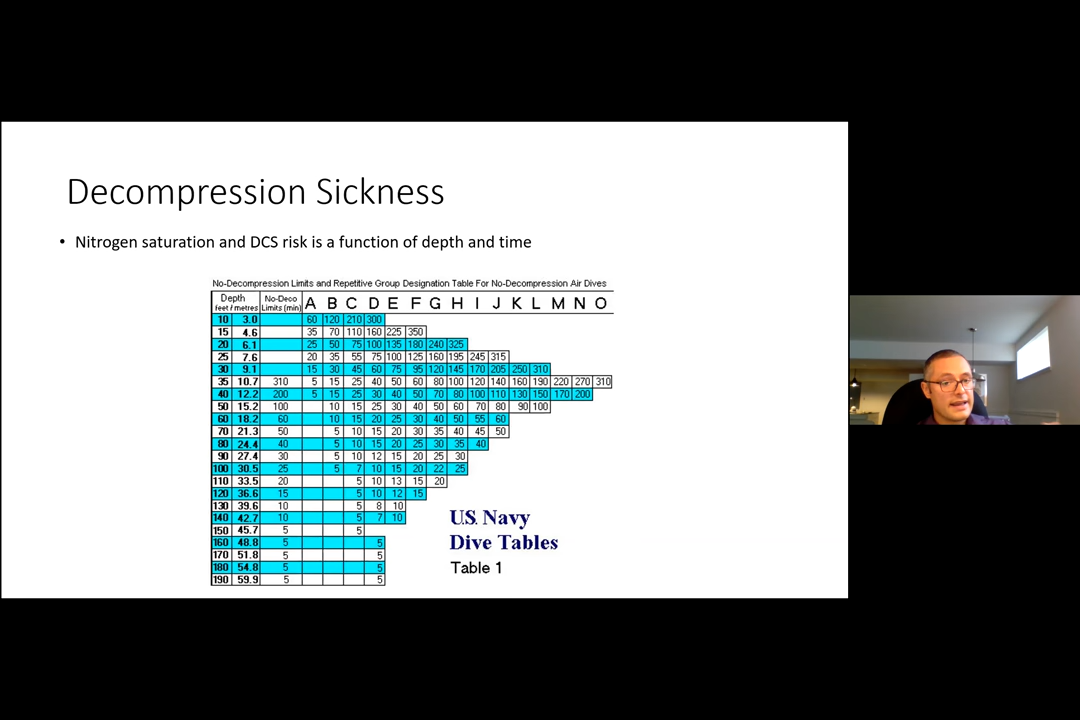 Decompression Sickness
• Nitrogen saturation and DCS risk is a function of depth and time
No-Decompression Limits and Repetitive Group Designation Table For No-Decompression Air Dives
Depth No-Deco A B C D E F G H I J K L M N O
feet / metres Limits (min)
10 3.0 60 120 210 300
15 4.6 35 70 110 160 225 350
20 6.1 25 50 75 100 135 180 240 325
25 7.6 20 35 55 75 100 125 160 195 245 315
30 9.1 15 30 45 60 75 95 120 145 170 205 250 310
35 10.7 310 5 15 25 40 50 60 80 100 120 140 160 190 220 270 310
40 12.2 200 5 15 25 30 40 50 70 80 100 110 130 150 170 200
50 15.2 100 10 15 25 30 40 50 60 70 80 90 100
60 18.2 60 10 15 20 25 30 40 50 55 60
70 21.3 50 5 10 15 20 30 35 40 45 50
80 24.4 40 5 10 15 20 25 30 35 40
90 27.4 30 5 10 12 15 20 25 30
100 30.5 25 5 7 10 15 20 22 25
110 33.5 20 5 10 13 15 20
120 36.6 15 5 10 12 15
130 39.6 10 5 8 10
140 42.7 10 5 7 10
150 45.7 5 5
160 48.8 5 5
170 51.8 5 5
180 54.8 5 5
190 59.9 5 5
U.S. Navy
Dive Tables
Table 1